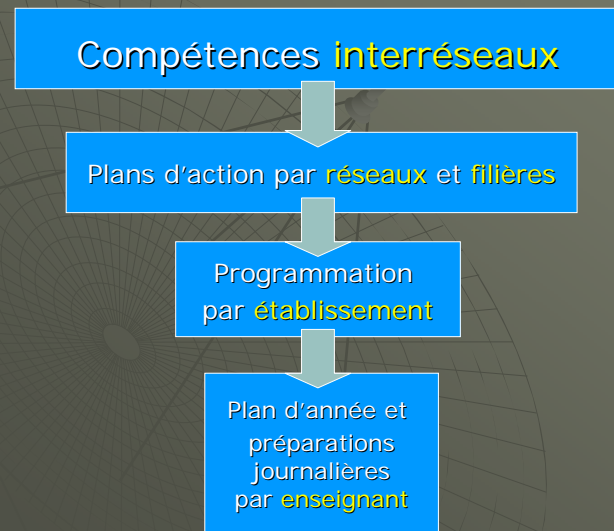 Compétences interréseaux
Plans d'action par réseaux et filières
Programmation
par établissement
Plan d'année et
préparations
journalières
par enseignant